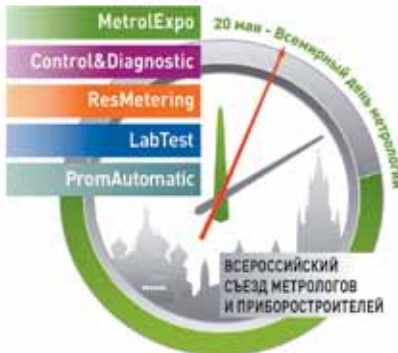 MetrolExpo
Control&Diagnostic
ResMetering
LabTest
PromAutomatic
20 мая - Всемирный день метрологии
ВСЕРОССИЙСКИЙ
СЪЕЗД МЕТРОЛОГОВ
И ПРИБОРОСТРОИТЕЛЕЙ